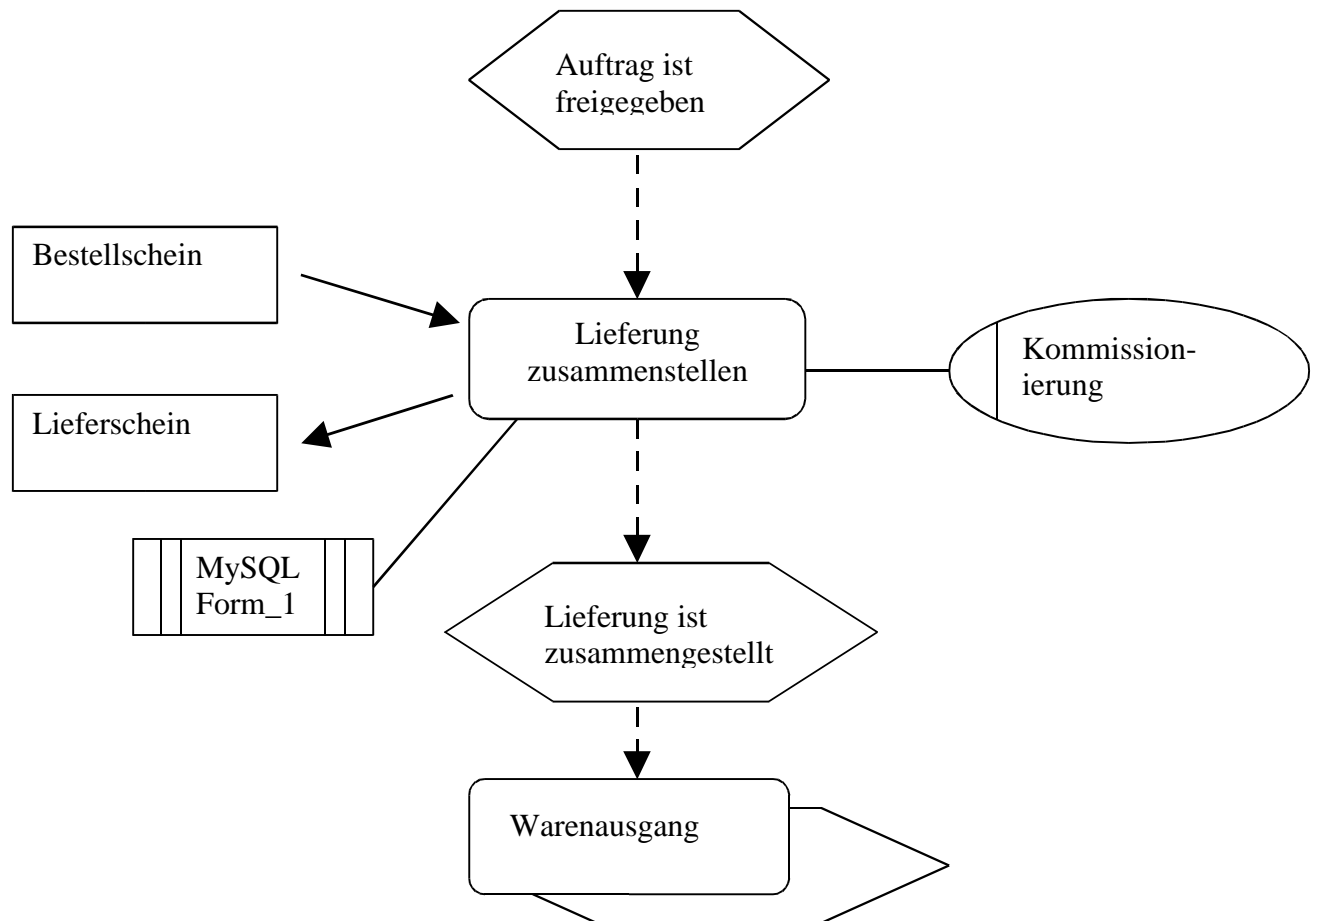 Auftrag ist
freigegeben
Bestellschein
Lieferung
zusammenstellen
Kommission-
ierung
Lieferschein
MySQL
Form_1
Lieferung ist
zusammengestellt
Warenausgang